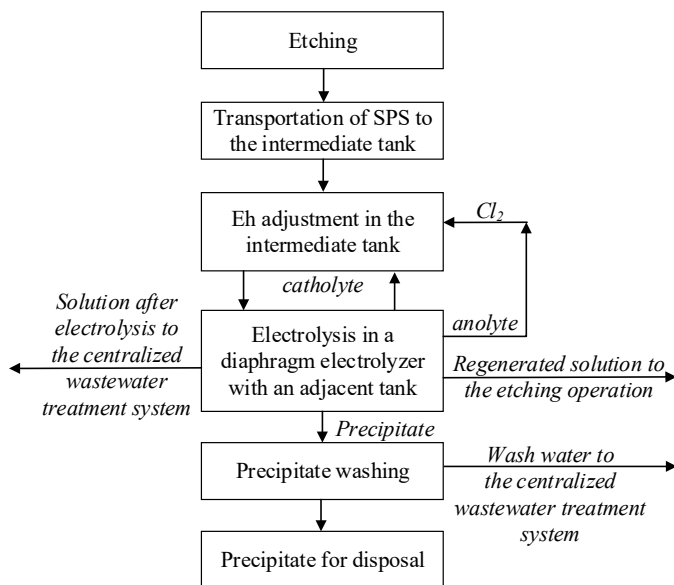 Etching
Transportation of SPS to
the intermediate tank
Eh adjustment in the
intermediate tank
Cl₂
catholyte
Solution after
electrolysis to
the centralized
wastewater
treatment system
Electrolysis in a
diaphragm electrolyzer
with an adjacent tank
anolyte
Regenerated solution to
the etching operation
Precipitate
Precipitate washing
Wash water to
the centralized
wastewater treatment
system
Precipitate for disposal